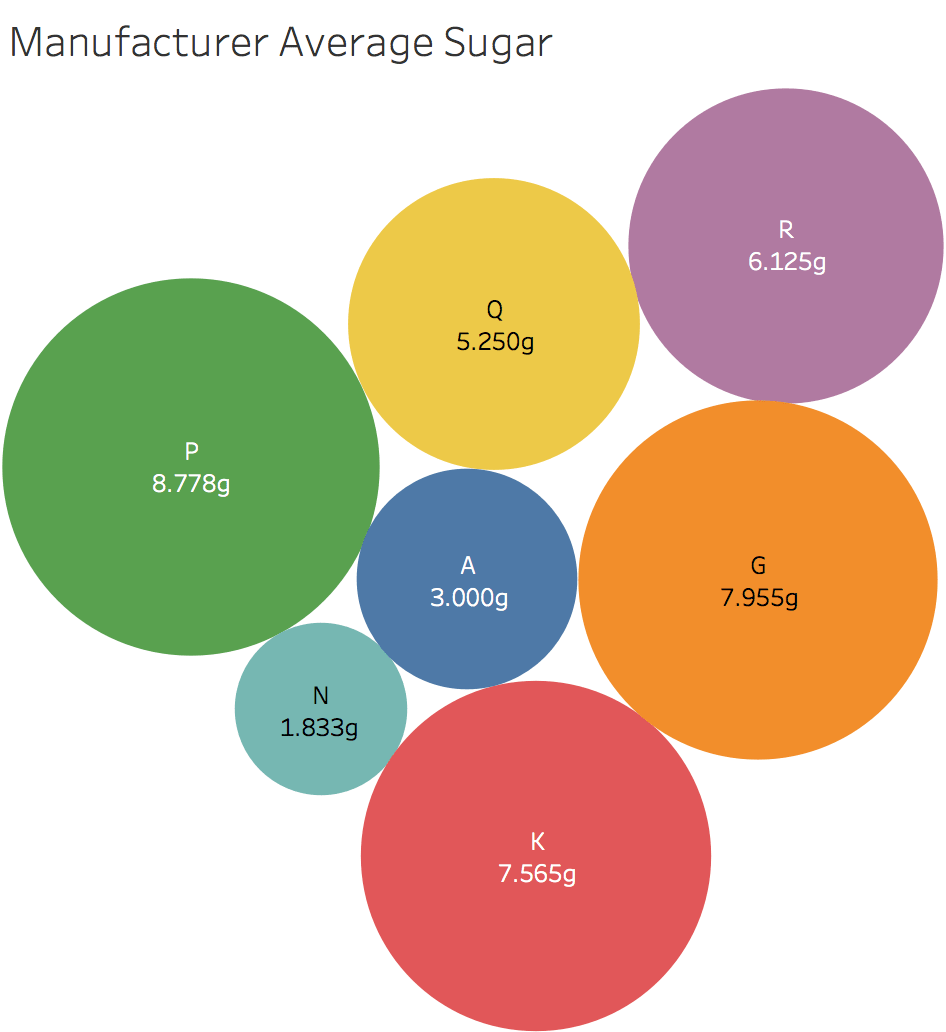 Manufacturer Average Sugar
R
6.125g
Q
5.250g
P
8.778g
A
3.000g
G
7.955g
N
1.833g
K
7.565g